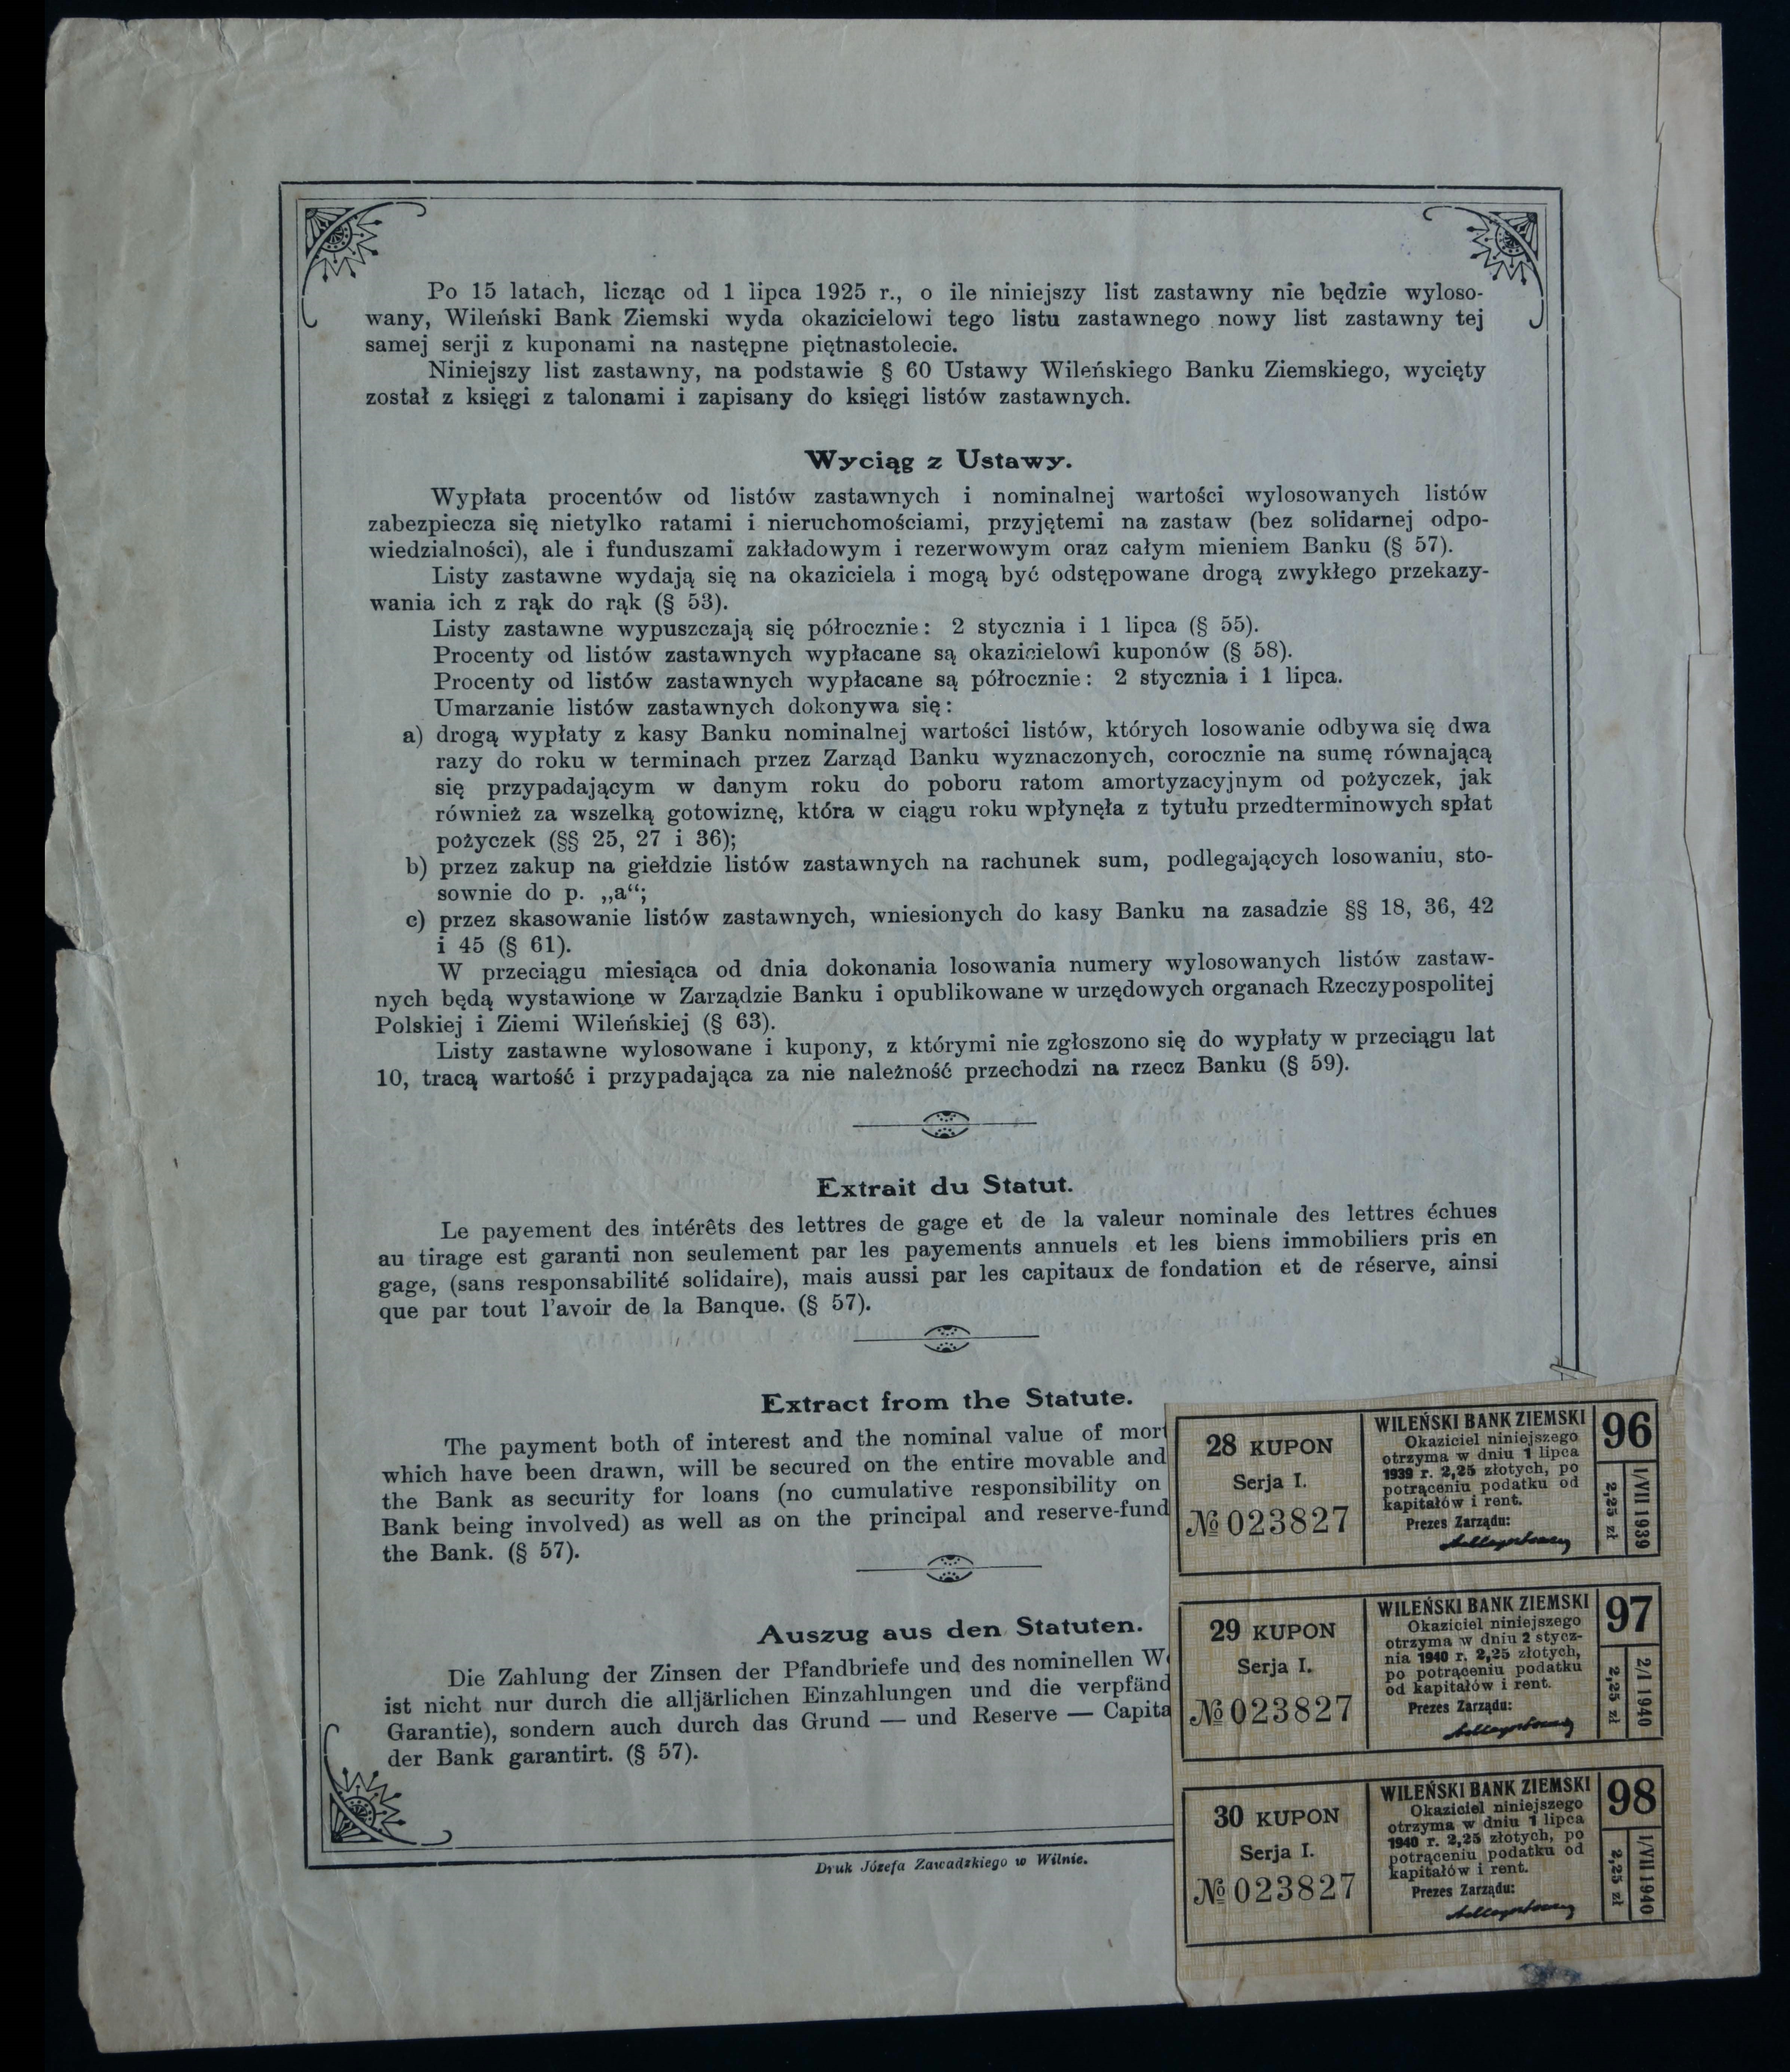 Po 15 latach, licząc od 1 lipca 1925 r., o ile niniejszy list zastawny nie będzie wyloso-
wany, Wileński Bank Ziemski wyda okazicielowi tego listu zastawnego nowy list zastawny tej
samej serji z kuponami na następne piętnastolecie.
Niniejszy list zastawny, na podstawie § 60 Ustawy Wileńskiego Banku Ziemskiego, wycięty
został z księgi z talonami i zapisany do księgi listów zastawnych.
Wyciąg z Ustawy.
Wypłata procentów od listów zastawnych i nominalnej wartości wylosowanych listów
zabezpiecza się nietylko ratami i nieruchomościami, przyjętemi na zastaw (bez solidarnej odpo-
wiedzialności), ale i funduszami zakładowym i rezerwowym oraz całym mieniem Banku (§ 57).
Listy zastawne wydają się na okaziciela i mogą być odstępowane drogą zwykłego przekazy-
wania ich z rąk do rąk (§ 53).
Listy zastawne wypuszczają się półrocznie: 2 stycznia i 1 lipca (§ 55).
Procenty od listów zastawnych wypłacane są okazicielowi kuponów (§ 58).
Procenty od listów zastawnych wypłacane są półrocznie: 2 stycznia i 1 lipca.
Umarzanie listów zastawnych dokonywa się:
a) drogą wypłaty z kasy Banku nominalnej wartości listów, których losowanie odbywa się dwa
razy do roku w terminach przez Zarząd Banku wyznaczonych, corocznie na sumę równającą
się przypadającym w danym roku do poboru ratom amortyzacyjnym od pożyczek, jak
również za wszelką gotowiznę, która w ciągu roku wpłynęła z tytułu przedterminowych spłat
pożyczek (§§ 25, 27 i 36);
b) przez zakup na giełdzie listów zastawnych na rachunek sum, podlegających losowaniu, sto-
sownie do p. „a“;
c) przez skasowanie listów zastawnych, wniesionych do kasy Banku na zasadzie §§ 18, 36, 42
i 45 (§ 61).
W przeciągu miesiąca od dnia dokonania losowania numery wylosowanych listów zastaw-
nych będą wystawione w Zarządzie Banku i opublikowane w urzędowych organach Rzeczypospolitej
Polskiej i Ziemi Wileńskiej (§ 63).
Listy zastawne wylosowane i kupony, z którymi nie zgłoszono się do wypłaty w przeciągu lat
10, tracą wartość i przypadająca za nie należność przechodzi na rzecz Banku (§ 59).
Extrait du Statut.
Le payement des intérêts des lettres de gage et de la valeur nominale des lettres échues
au tirage est garanti non seulement par les payements annuels et les biens immobiliers pris en
gage, (sans responsabilité solidaire), mais aussi par les capitaux de fondation et de réserve, ainsi
que par tout l'avoir de la Banque. (§ 57).
Extract from the Statute.
The payment both of interest and the nominal value of mort
which have been drawn, will be secured on the entire movable and
the Bank as security for loans (no cumulative responsibility on
Bank being involved) as well as on the principal and reserve-fund
the Bank. (§ 57).
Auszug aus den Statuten.
Die Zahlung der Zinsen der Pfandbriefe und des nominellen W
ist nicht nur durch die alljärlichen Einzahlungen und die verpfänd
Garantie), sondern auch durch das Grund — und Reserve — Capita
der Bank garantirt. (§ 57).
Druk Józefa Zawadzkiego w Wilnie.
28 KUPON
Serja I.
№ 023827
WILEŃSKI BANK ZIEMSKI
Okaziciel niniejszego
otrzyma w dniu 1 lipca
1939 r. 2,25 złotych, po
potrąceniu podatku od
kapitałów i rent.
Prezes Zarządu:
96
2,25 zł
1/VII 1939
29 KUPON
Serja I.
№ 023827
WILEŃSKI BANK ZIEMSKI
Okaziciel niniejszego
otrzyma w dniu 2 stycz-
nia 1940 r. 2,25 złotych,
po potrąceniu podatku
od kapitałów i rent.
Prezes Zarządu:
97
2,25 zł
2/I 1940
30 KUPON
Serja I.
№ 023827
WILEŃSKI BANK ZIEMSKI
Okaziciel niniejszego
otrzyma w dniu 1 lipca
1940 r. 2,25 złotych, po
potrąceniu podatku od
kapitałów i rent.
Prezes Zarządu:
98
2,25 zł
1/VII 1940